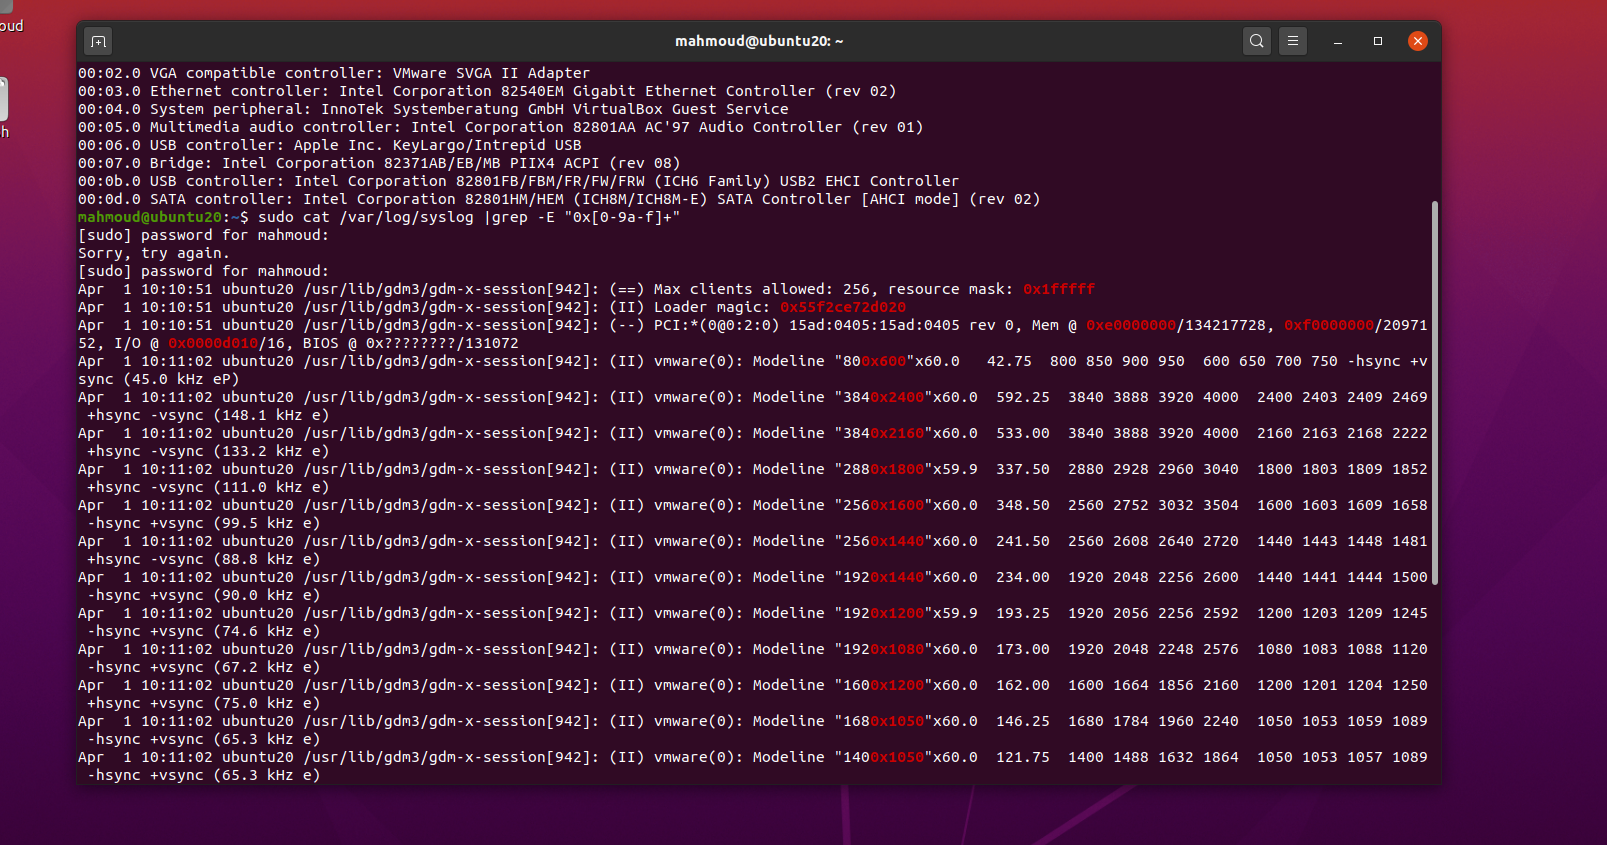 oud
h
mahmoud@ubuntu20: ~
00:02.0 VGA compatible controller: VMware SVGA II Adapter
00:03.0 Ethernet controller: Intel Corporation 82540EM Gigabit Ethernet Controller (rev 02)
00:04.0 System peripheral: InnoTek Systemberatung GmbH VirtualBox Guest Service
00:05.0 Multimedia audio controller: Intel Corporation 82801AA AC'97 Audio Controller (rev 01)
00:06.0 USB controller: Apple Inc. KeyLargo/Intrepid USB
00:07.0 Bridge: Intel Corporation 82371AB/EB/MB PIIX4 ACPI (rev 08)
00:0b.0 USB controller: Intel Corporation 82801FB/FBM/FR/FW/FRW (ICH6 Family) USB2 EHCI Controller
00:0d.0 SATA controller: Intel Corporation 82801HM/HEM (ICH8M/ICH8M-E) SATA Controller [AHCI mode] (rev 02)
mahmoud@ubuntu20:~$ sudo cat /var/log/syslog |grep -E "0x[0-9a-f]+"
[sudo] password for mahmoud:
Sorry, try again.
[sudo] password for mahmoud:
Apr  1 10:10:51 ubuntu20 /usr/lib/gdm3/gdm-x-session[942]: (==) Max clients allowed: 256, resource mask: 0x1fffff
Apr  1 10:10:51 ubuntu20 /usr/lib/gdm3/gdm-x-session[942]: (II) Loader magic: 0x55f2ce72d020
Apr  1 10:10:51 ubuntu20 /usr/lib/gdm3/gdm-x-session[942]: (--) PCI:*(0@0:2:0) 15ad:0405:15ad:0405 rev 0, Mem @ 0xe0000000/134217728, 0xf0000000/20971
52, I/O @ 0x0000d010/16, BIOS @ 0x????????/131072
Apr  1 10:11:02 ubuntu20 /usr/lib/gdm3/gdm-x-session[942]: (II) vmware(0): Modeline "800x600"x60.0   42.75  800 850 900 950  600 650 700 750 -hsync +v
sync (45.0 kHz eP)
Apr  1 10:11:02 ubuntu20 /usr/lib/gdm3/gdm-x-session[942]: (II) vmware(0): Modeline "3840x2400"x60.0  592.25  3840 3888 3920 4000  2400 2403 2409 2469
 +hsync -vsync (148.1 kHz e)
Apr  1 10:11:02 ubuntu20 /usr/lib/gdm3/gdm-x-session[942]: (II) vmware(0): Modeline "3840x2160"x60.0  533.00  3840 3888 3920 4000  2160 2163 2168 2222
 +hsync -vsync (133.2 kHz e)
Apr  1 10:11:02 ubuntu20 /usr/lib/gdm3/gdm-x-session[942]: (II) vmware(0): Modeline "2880x1800"x59.9  337.50  2880 2928 2960 3040  1800 1803 1809 1852
 +hsync -vsync (111.0 kHz e)
Apr  1 10:11:02 ubuntu20 /usr/lib/gdm3/gdm-x-session[942]: (II) vmware(0): Modeline "2560x1600"x60.0  348.50  2560 2752 3032 3504  1600 1603 1609 1658
 -hsync +vsync (99.5 kHz e)
Apr  1 10:11:02 ubuntu20 /usr/lib/gdm3/gdm-x-session[942]: (II) vmware(0): Modeline "2560x1440"x60.0  241.50  2560 2608 2640 2720  1440 1443 1448 1481
 +hsync -vsync (88.8 kHz e)
Apr  1 10:11:02 ubuntu20 /usr/lib/gdm3/gdm-x-session[942]: (II) vmware(0): Modeline "1920x1440"x60.0  234.00  1920 2048 2256 2600  1440 1441 1444 1500
 -hsync +vsync (90.0 kHz e)
Apr  1 10:11:02 ubuntu20 /usr/lib/gdm3/gdm-x-session[942]: (II) vmware(0): Modeline "1920x1200"x59.9  193.25  1920 2056 2256 2592  1200 1203 1209 1245
 -hsync +vsync (74.6 kHz e)
Apr  1 10:11:02 ubuntu20 /usr/lib/gdm3/gdm-x-session[942]: (II) vmware(0): Modeline "1920x1080"x60.0  173.00  1920 2048 2248 2576  1080 1083 1088 1120
 -hsync +vsync (67.2 kHz e)
Apr  1 10:11:02 ubuntu20 /usr/lib/gdm3/gdm-x-session[942]: (II) vmware(0): Modeline "1600x1200"x60.0  162.00  1600 1664 1856 2160  1200 1201 1204 1250
 +hsync +vsync (75.0 kHz e)
Apr  1 10:11:02 ubuntu20 /usr/lib/gdm3/gdm-x-session[942]: (II) vmware(0): Modeline "1680x1050"x60.0  146.25  1680 1784 1960 2240  1050 1053 1059 1089
 -hsync +vsync (65.3 kHz e)
Apr  1 10:11:02 ubuntu20 /usr/lib/gdm3/gdm-x-session[942]: (II) vmware(0): Modeline "1400x1050"x60.0  121.75  1400 1488 1632 1864  1050 1053 1057 1089
 -hsync +vsync (65.3 kHz e)